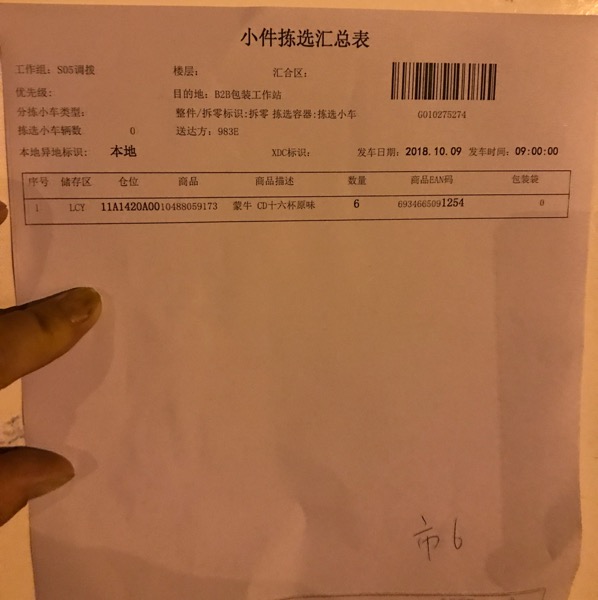 小件拣选汇总表
工作组: S05调拨 楼层: 汇合区:
G010275274
优先级: 目的地: B2B包装工作站
分拣小车类型: 整件/拆零标识:拆零 拣选容器:拣选小车
拣选小车辆数 0 送达方: 983E
本地异地标识: 本地 XDC标识: 发车日期: 2018.10.09 发车时间: 09:00:00
序号 储存区 仓位 商品 商品描述 数量 商品EAN码 包装袋
1 LCY 11A1420A0010488059173 蒙牛 CD十六杯原味 6 6934665091254 0
市6